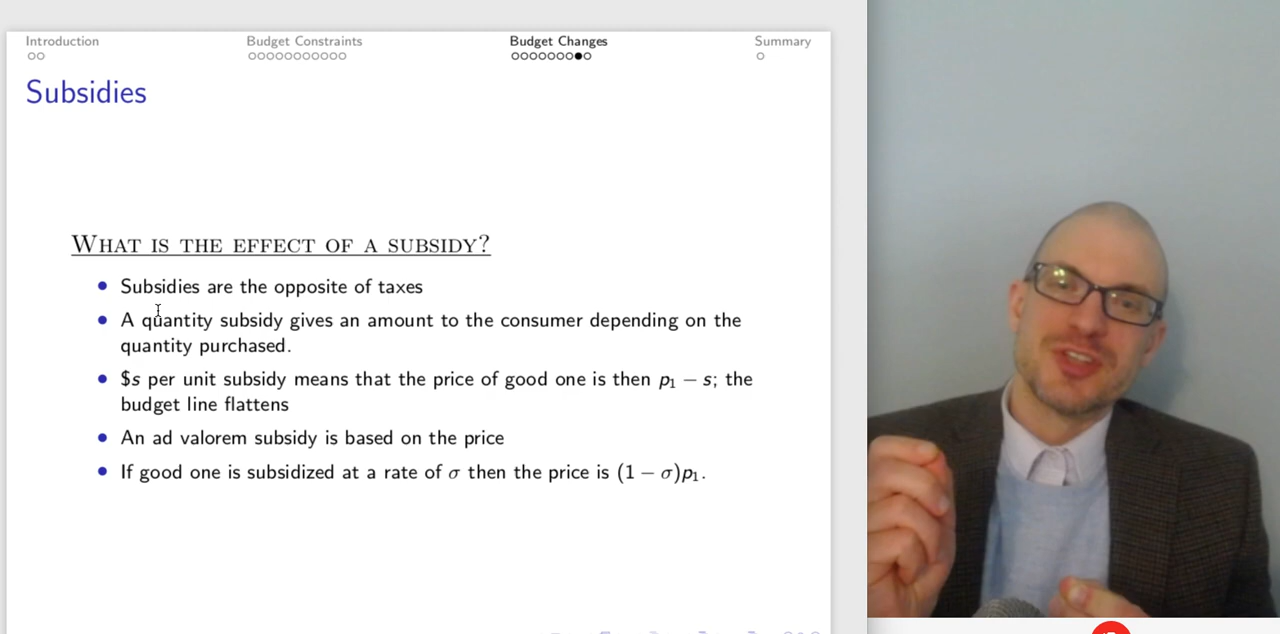 Introduction Budget Constraints Budget Changes Summary
Subsidies
What is the effect of a subsidy?
Subsidies are the opposite of taxes
A quantity subsidy gives an amount to the consumer depending on the
quantity purchased.
$s per unit subsidy means that the price of good one is then p₁ − s; the
budget line flattens
An ad valorem subsidy is based on the price
If good one is subsidized at a rate of σ then the price is (1 − σ)p₁.